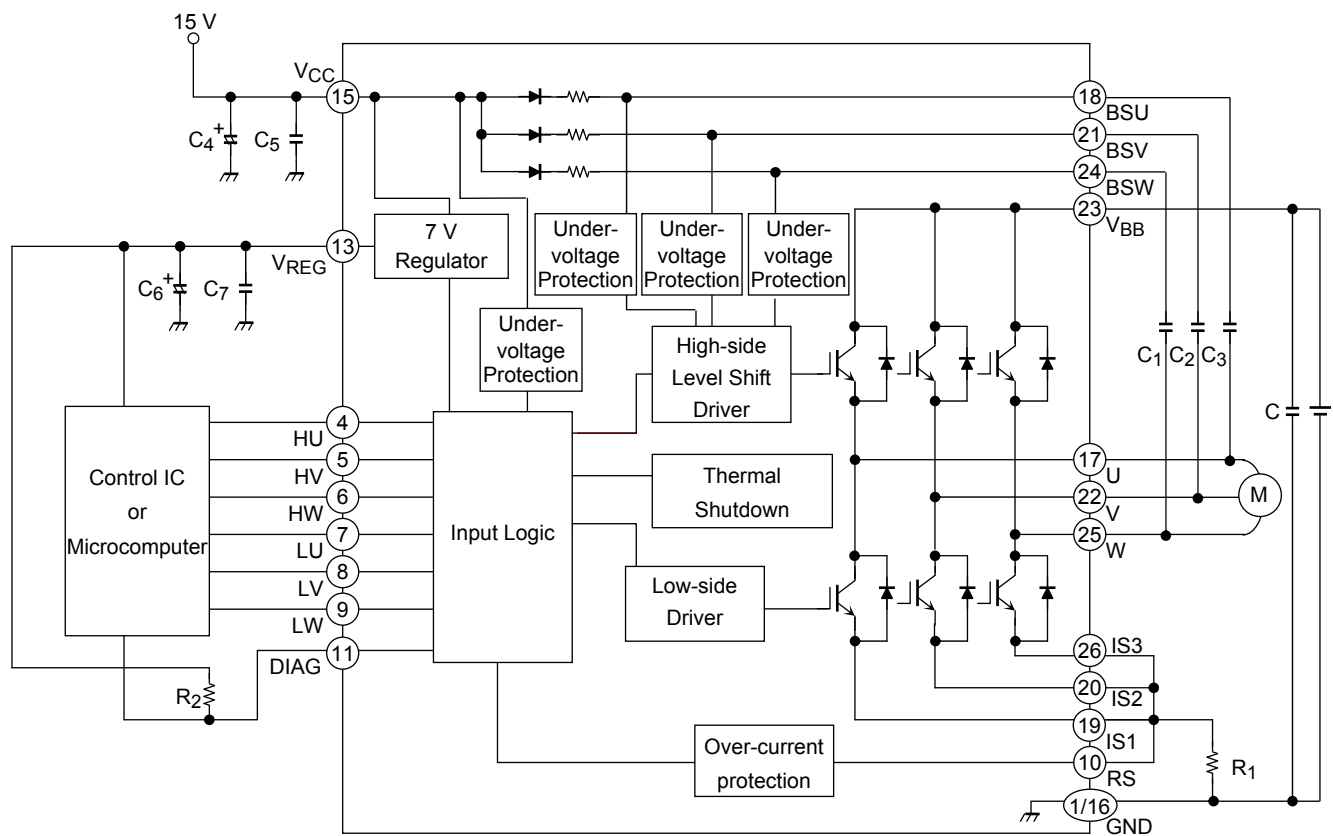 15 V
VCC
15
18
BSU
C4
+
C5
21
BSV
24
BSW
23
VBB
13
VREG
7 V
Regulator
Under-
voltage
Protection
Under-
voltage
Protection
Under-
voltage
Protection
C6
+
C7
Under-
voltage
Protection
High-side
Level Shift
Driver
C1
C2
C3
C
Control IC
or
Microcomputer
4
HU
5
HV
6
HW
7
LU
8
LV
9
LW
11
DIAG
Input Logic
Thermal
Shutdown
Low-side
Driver
17
U
22
V
25
W
M
26
IS3
20
IS2
19
IS1
10
RS
R2
Over-current
protection
R1
1/16
GND